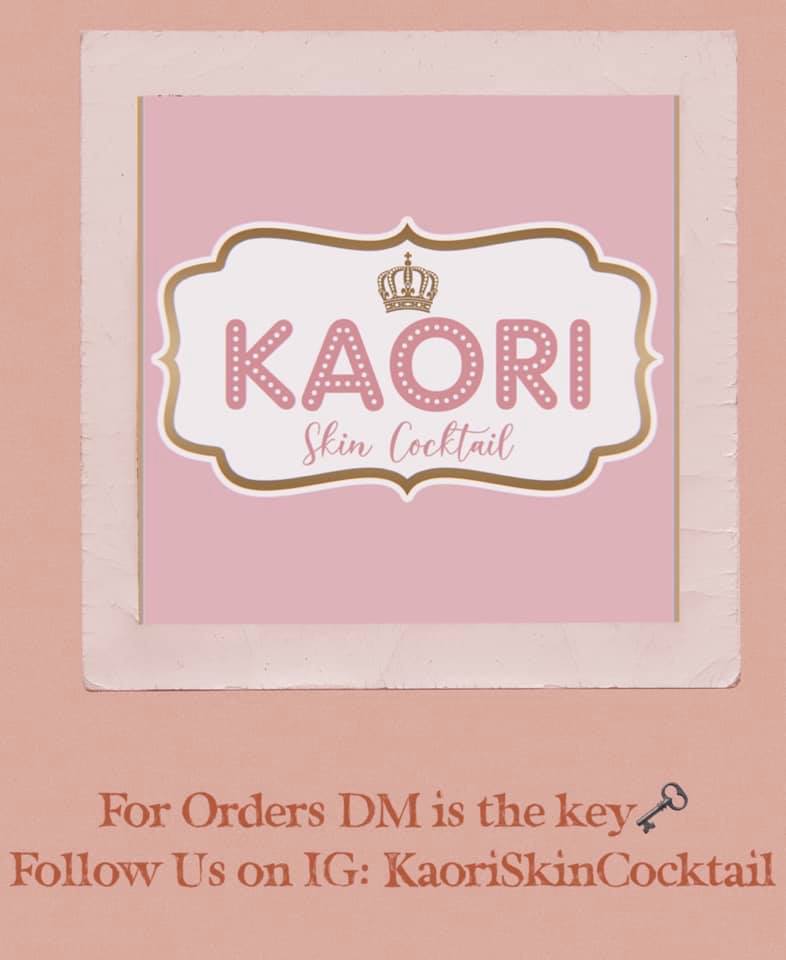 KAORI
Skin Cocktail
For Orders DM is the key🗝
Follow Us on IG: KaoriSkinCocktail